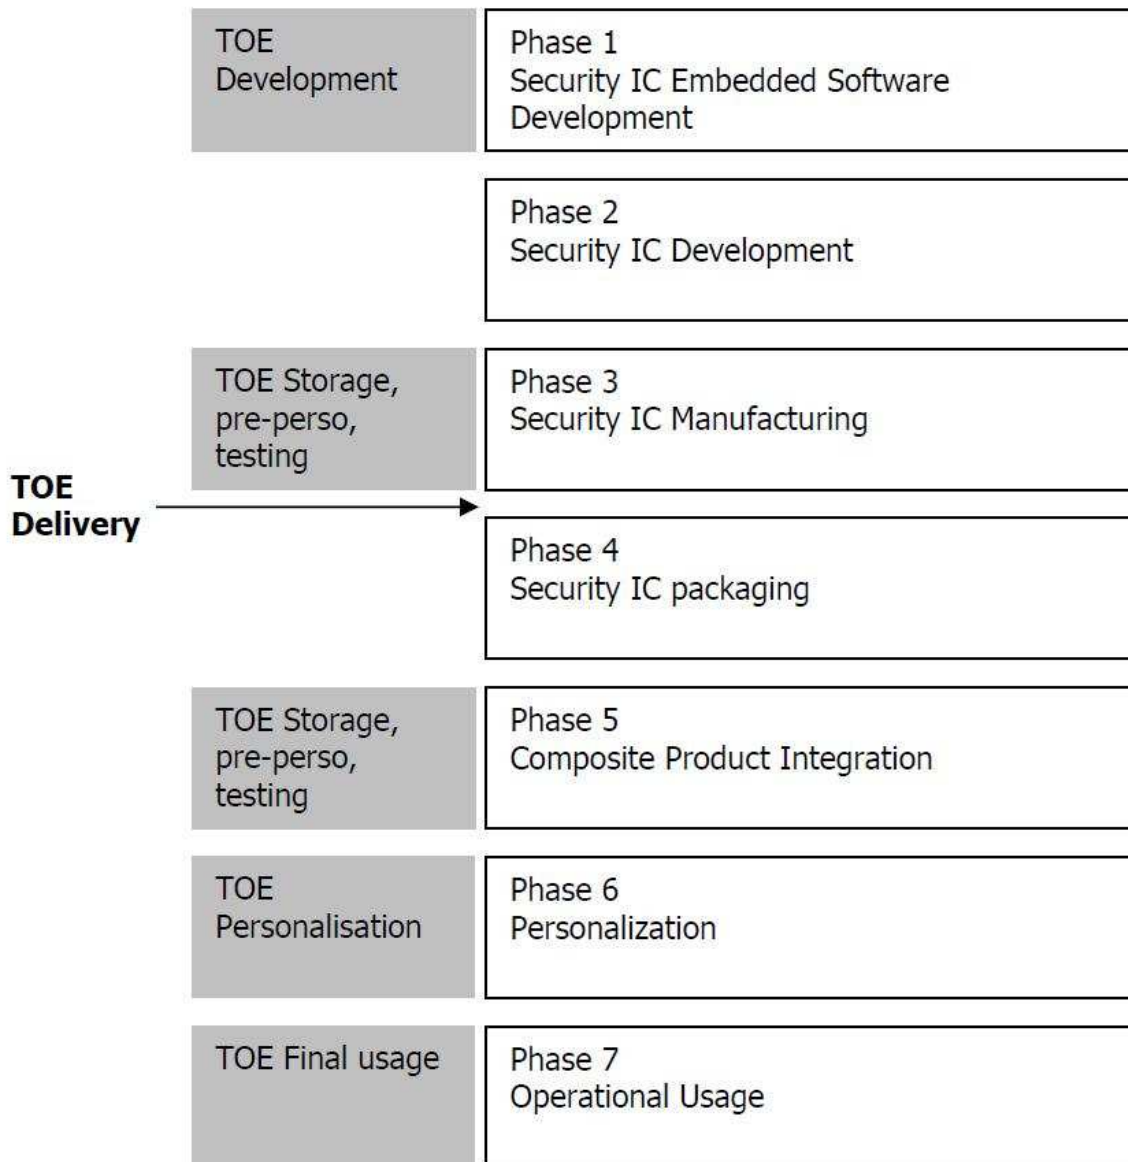 TOE
Development
Phase 1
Security IC Embedded Software
Development
Phase 2
Security IC Development
TOE Storage,
pre-perso,
testing
Phase 3
Security IC Manufacturing
TOE
Delivery
Phase 4
Security IC packaging
TOE Storage,
pre-perso,
testing
Phase 5
Composite Product Integration
TOE
Personalisation
Phase 6
Personalization
TOE Final usage
Phase 7
Operational Usage